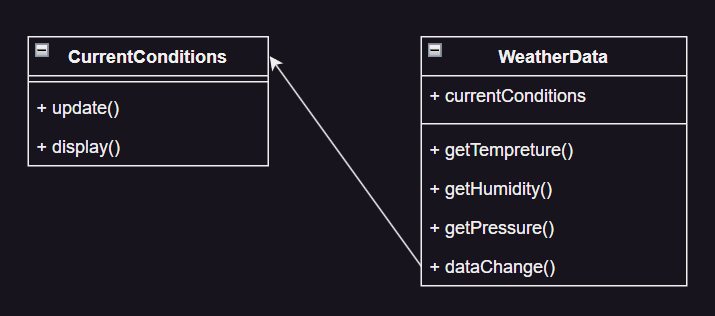 CurrentConditions
+ update()
+ display()
WeatherData
+ currentConditions
+ getTempreture()
+ getHumidity()
+ getPressure()
+ dataChange()